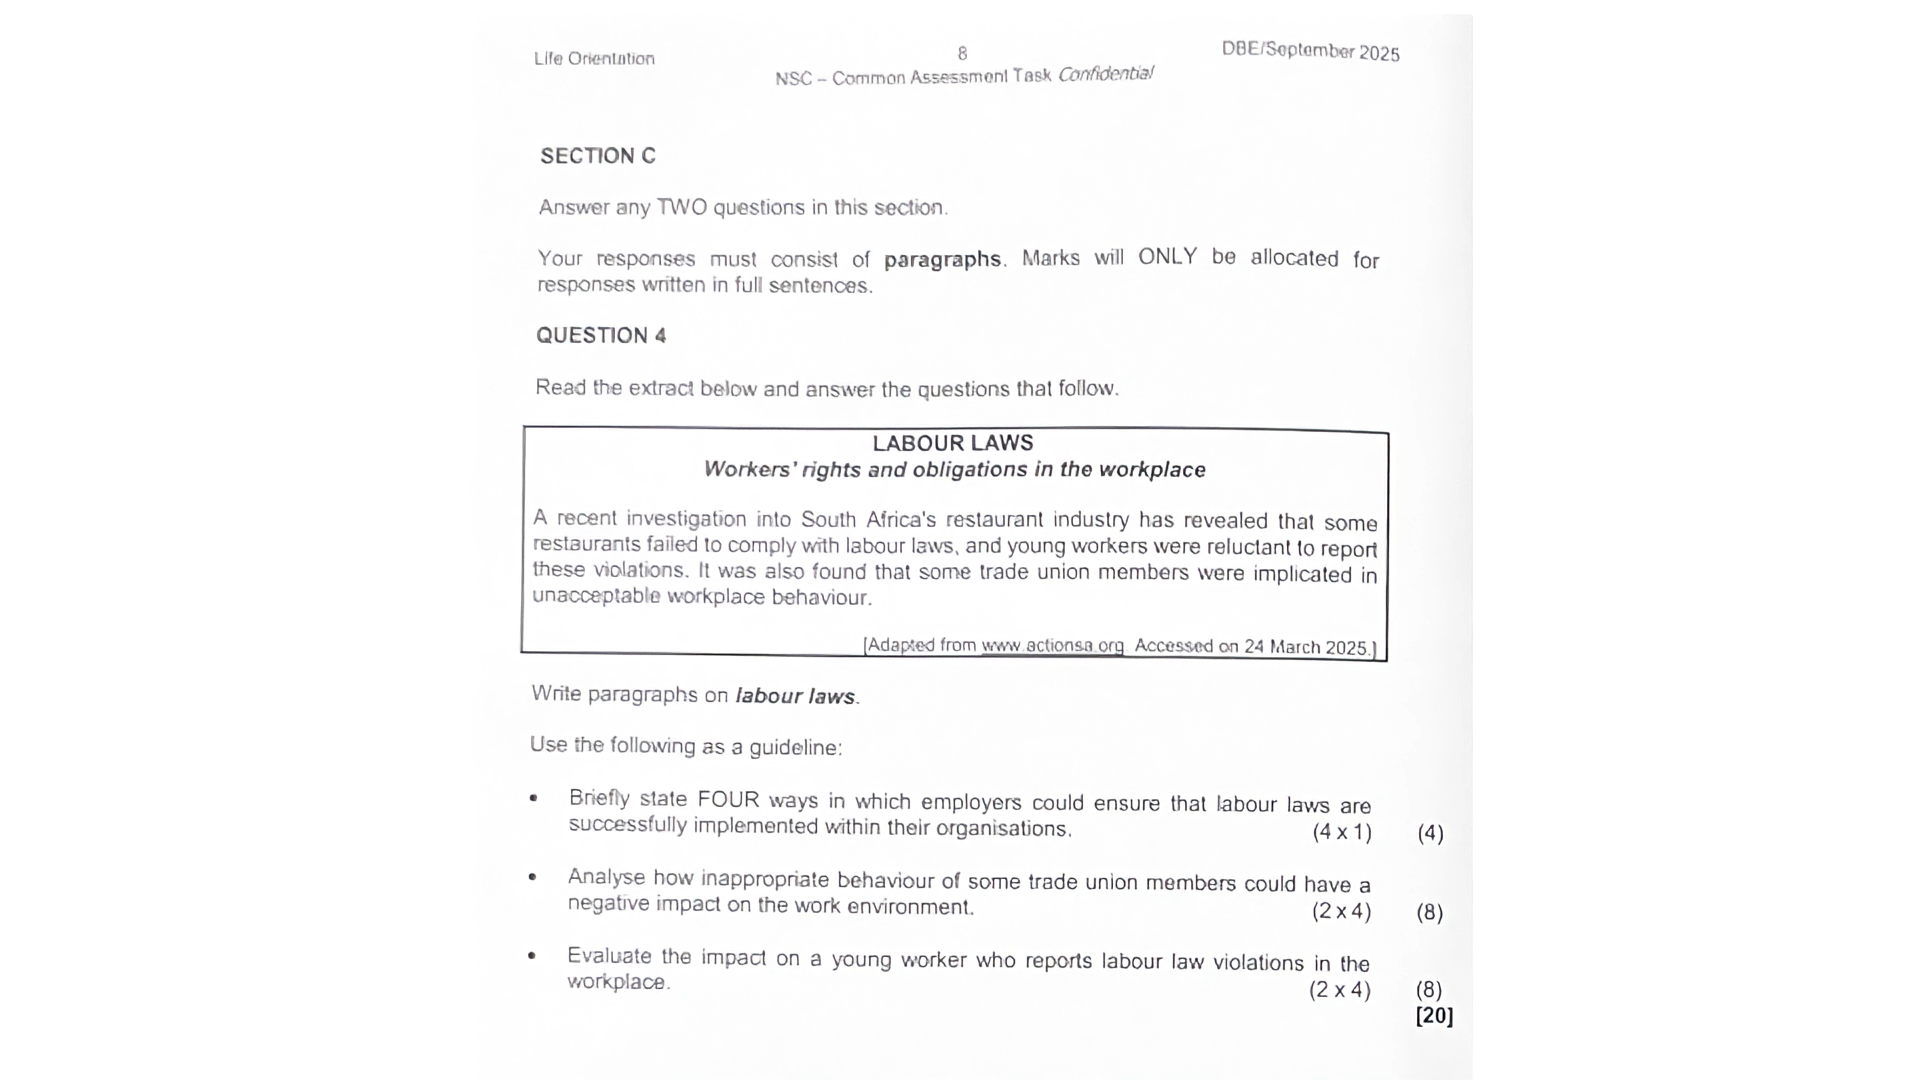 Life Orientation
8
DBE/September 2025
NSC – Common Assessment Task Confidential
SECTION C
Answer any TWO questions in this section.
Your responses must consist of paragraphs. Marks will ONLY be allocated for
responses written in full sentences.
QUESTION 4
Read the extract below and answer the questions that follow.
LABOUR LAWS
Workers' rights and obligations in the workplace
A recent investigation into South Africa's restaurant industry has revealed that some
restaurants failed to comply with labour laws, and young workers were reluctant to report
these violations. It was also found that some trade union members were implicated in
unacceptable workplace behaviour.
[Adapted from www.actionsa.org. Accessed on 24 March 2025.]
Write paragraphs on labour laws.
Use the following as a guideline:
• Briefly state FOUR ways in which employers could ensure that labour laws are
successfully implemented within their organisations. (4 x 1) (4)
• Analyse how inappropriate behaviour of some trade union members could have a
negative impact on the work environment. (2 x 4) (8)
• Evaluate the impact on a young worker who reports labour law violations in the
workplace. (2 x 4) (8)
[20]